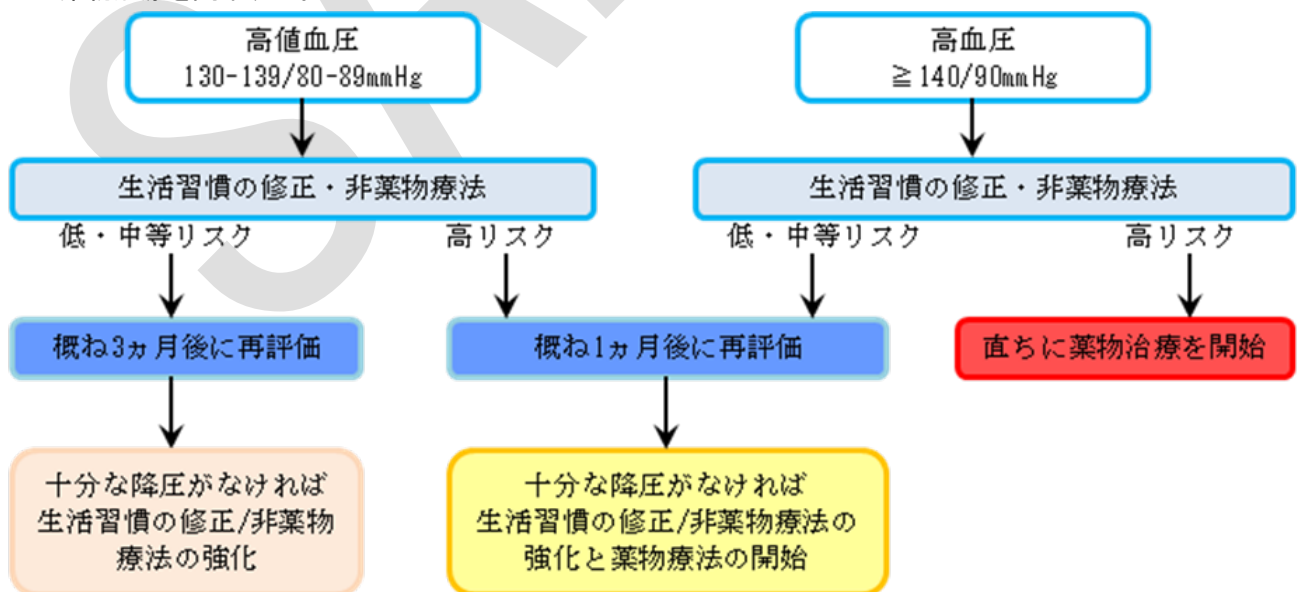 高値血圧
130-139/80-89mmHg
高血圧
≧140/90mmHg
生活習慣の修正・非薬物療法
生活習慣の修正・非薬物療法
低・中等リスク
高リスク
低・中等リスク
高リスク
概ね3ヵ月後に再評価
概ね1ヵ月後に再評価
直ちに薬物治療を開始
十分な降圧がなければ
生活習慣の修正/非薬物
療法の強化
十分な降圧がなければ
生活習慣の修正/非薬物療法の
強化と薬物療法の開始